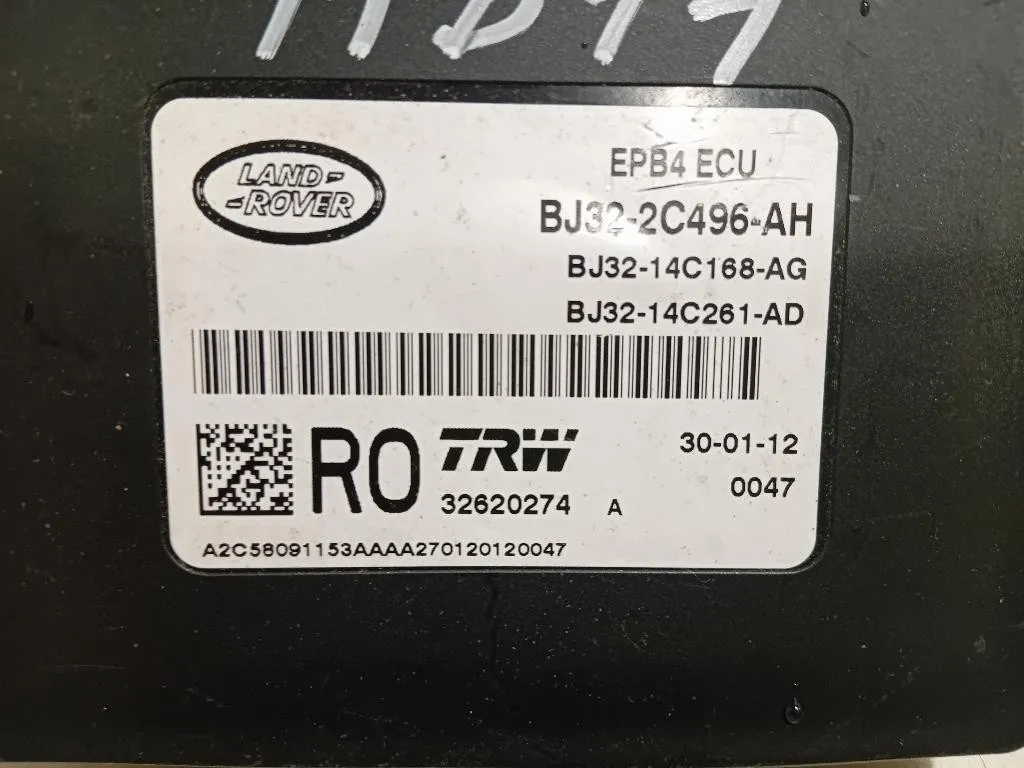 LAND-
-ROVER
EPB4 ECU
BJ32-2C496-AH
BJ32-14C168-AG
BJ32-14C261-AD
RO
TRW
32620274 A
30-01-12
0047
A2C58091153AAAA270120120047